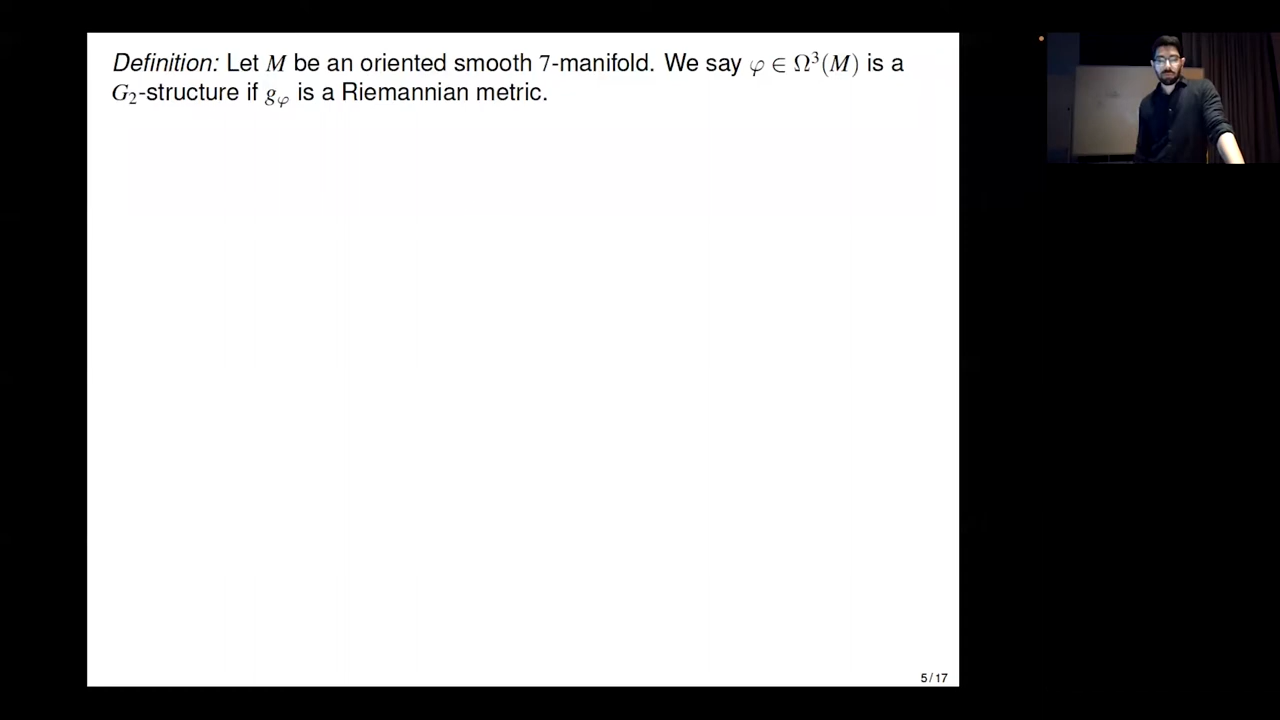 Definition: Let M be an oriented smooth 7-manifold. We say φ ∈ Ω³(M) is a
G₂-structure if g_φ is a Riemannian metric.
5 / 17